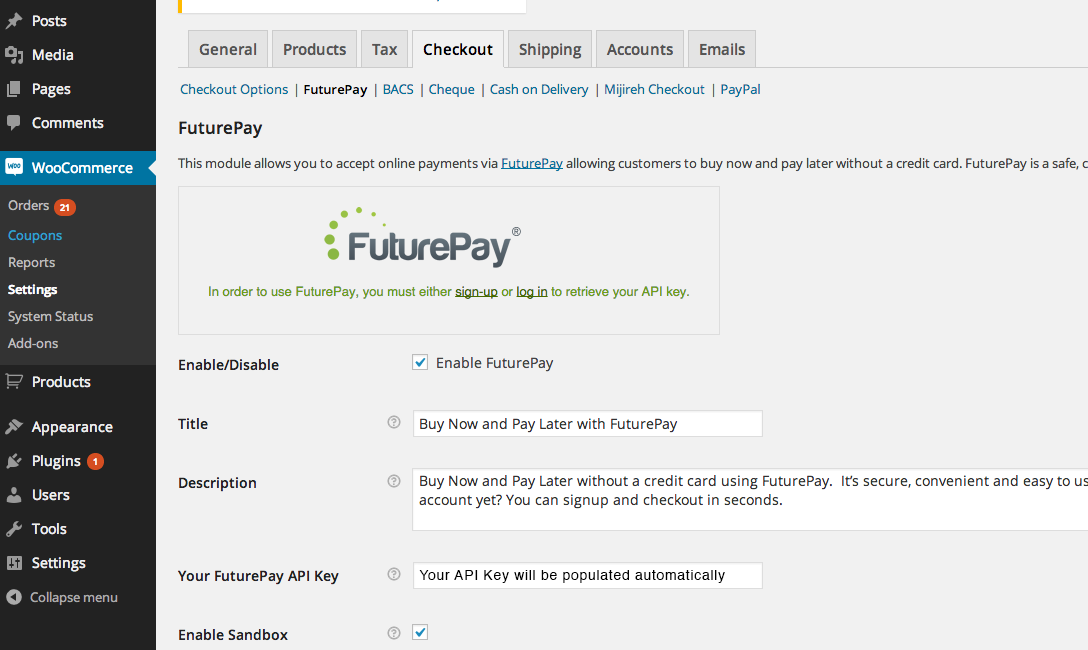 Posts
Media
Pages
Comments
WooCommerce
Orders 21
Coupons
Reports
Settings
System Status
Add-ons
Products
Appearance
Plugins 1
Users
Tools
Settings
Collapse menu
General Products Tax Checkout Shipping Accounts Emails
Checkout Options | FuturePay | BACS | Cheque | Cash on Delivery | Mijireh Checkout | PayPal
FuturePay
This module allows you to accept online payments via FuturePay allowing customers to buy now and pay later without a credit card. FuturePay is a safe,
FuturePay®
In order to use FuturePay, you must either sign-up or log in to retrieve your API key.
Enable/Disable Enable FuturePay
Title ? Buy Now and Pay Later with FuturePay
Description ? Buy Now and Pay Later without a credit card using FuturePay.  It's secure, convenient and easy to
account yet? You can signup and checkout in seconds.
Your FuturePay API Key ? Your API Key will be populated automatically
Enable Sandbox ?